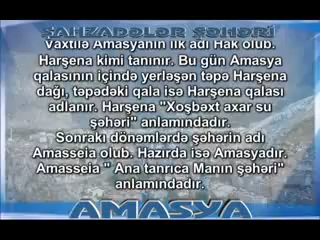 ŞAHZADƏLƏR ŞƏHƏRİ
Vaxtilə Amasyanın ilk adı Hak olub.
Harşena kimi tanınır. Bu gün Amasya
qalasının içində yerləşən təpə Harşena
dağı, təpədəki qala isə Harşena qalası
adlanır. Harşena "Xoşbəxt axar su
şəhəri" anlamındadır.
Sonrakı dönəmlərdə şəhərin adı
Amasseia olub. Hazırda isə Amasyadır.
Amasseia " Ana tanrıca Manın şəhəri"
anlamındadır.
AMASYA